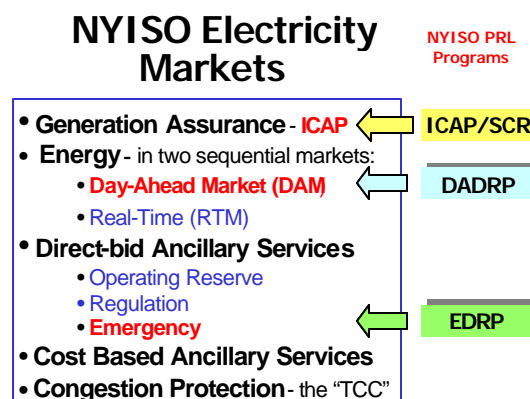 NYISO Electricity
Markets
NYISO PRL
Programs
• Generation Assurance - ICAP
ICAP/SCR
• Energy - in two sequential markets:
• Day-Ahead Market (DAM)
DADRP
• Real-Time (RTM)
• Direct-bid Ancillary Services
• Operating Reserve
• Regulation
• Emergency
EDRP
• Cost Based Ancillary Services
• Congestion Protection - the “TCC”